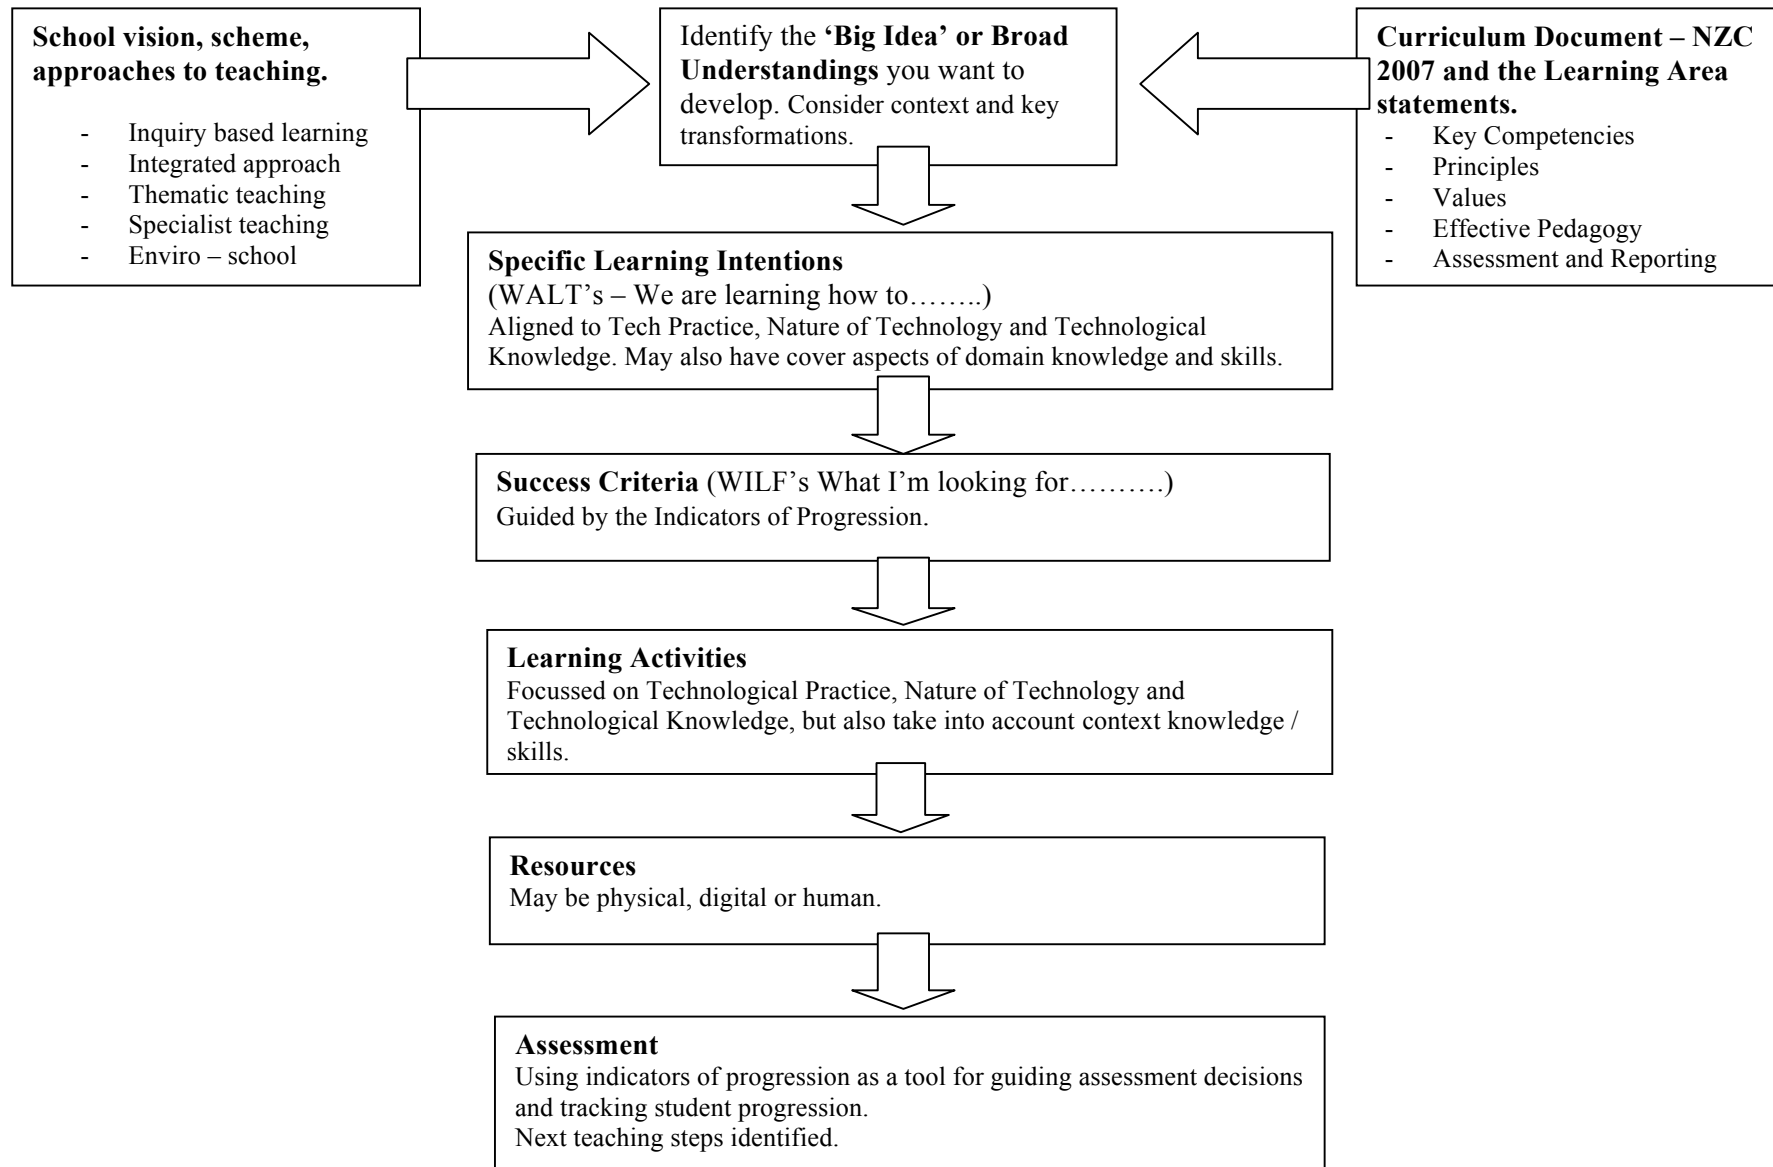 School vision, scheme,
approaches to teaching.
- Inquiry based learning
- Integrated approach
- Thematic teaching
- Specialist teaching
- Enviro – school
Identify the ‘Big Idea’ or Broad
Understandings you want to
develop. Consider context and key
transformations.
Curriculum Document – NZC
2007 and the Learning Area
statements.
- Key Competencies
- Principles
- Values
- Effective Pedagogy
- Assessment and Reporting
Specific Learning Intentions
(WALT’s – We are learning how to……..)
Aligned to Tech Practice, Nature of Technology and Technological
Knowledge. May also have cover aspects of domain knowledge and skills.
Success Criteria (WILF’s What I’m looking for……….)
Guided by the Indicators of Progression.
Learning Activities
Focussed on Technological Practice, Nature of Technology and
Technological Knowledge, but also take into account context knowledge /
skills.
Resources
May be physical, digital or human.
Assessment
Using indicators of progression as a tool for guiding assessment decisions
and tracking student progression.
Next teaching steps identified.